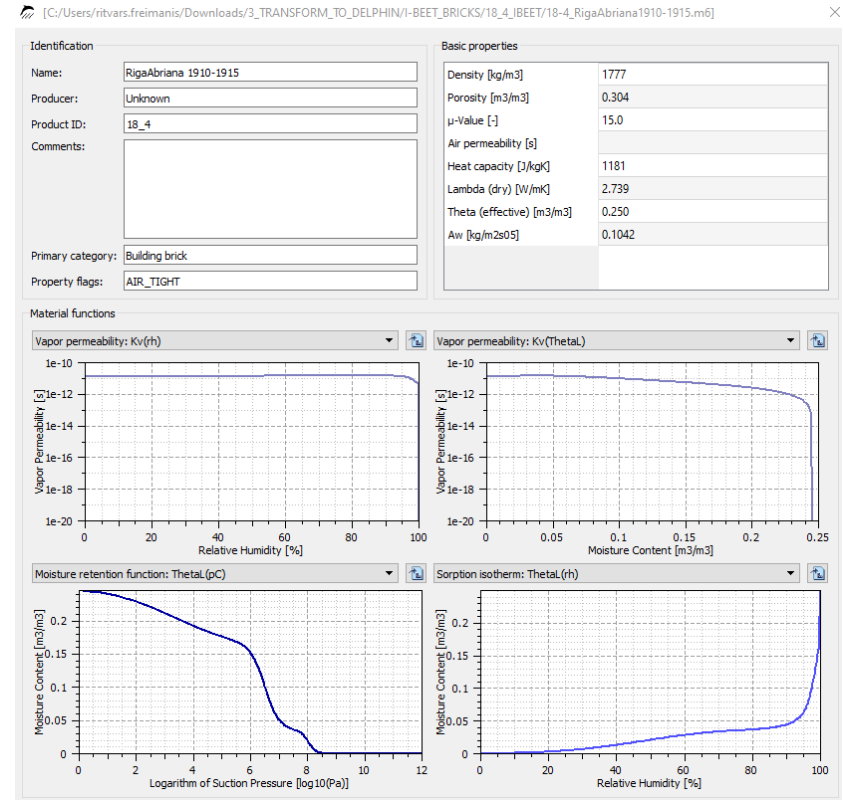 [C:/Users/ritvars.freimanis/Downloads/3_TRANSFORM_TO_DELPHIN/I-BEET_BRICKS/18_4_IBEET/18-4_RigaAbriana1910-1915.m6]
Identification
Name: RigaAbriana 1910-1915
Producer: Unknown
Product ID: 18_4
Comments:
Primary category: Building brick
Property flags: AIR_TIGHT
Basic properties
Density [kg/m3] 1777
Porosity [m3/m3] 0.304
μ-Value [-] 15.0
Air permeability [s]
Heat capacity [J/kgK] 1181
Lambda (dry) [W/mK] 2.739
Theta (effective) [m3/m3] 0.250
Aw [kg/m2s05] 0.1042
Material functions
Vapor permeability: Kv(rh)
Vapor Permeability [s]
1e-10
1e-12
1e-14
1e-16
1e-18
1e-20
0 20 40 60 80 100
Relative Humidity [%]
Vapor permeability: Kv(ThetaL)
Vapor Permeability [s]
1e-10
1e-12
1e-14
1e-16
1e-18
1e-20
0 0.05 0.1 0.15 0.2 0.25
Moisture Content [m3/m3]
Moisture retention function: ThetaL(pC)
Moisture Content [m3/m3]
0.2
0.15
0.1
0.05
0
0 2 4 6 8 10 12
Logarithm of Suction Pressure [log10(Pa)]
Sorption isotherm: ThetaL(rh)
Moisture Content [m3/m3]
0.2
0.15
0.1
0.05
0
0 20 40 60 80 100
Relative Humidity [%]